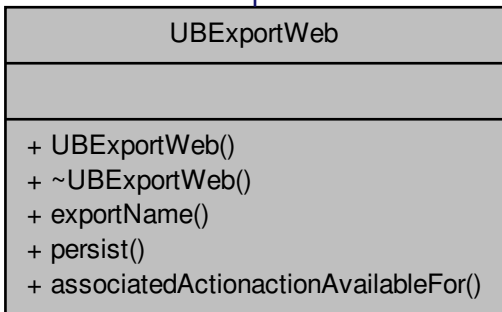 UBExportWeb
+ UBExportWeb()
+ ~UBExportWeb()
+ exportName()
+ persist()
+ associatedActionactionAvailableFor()